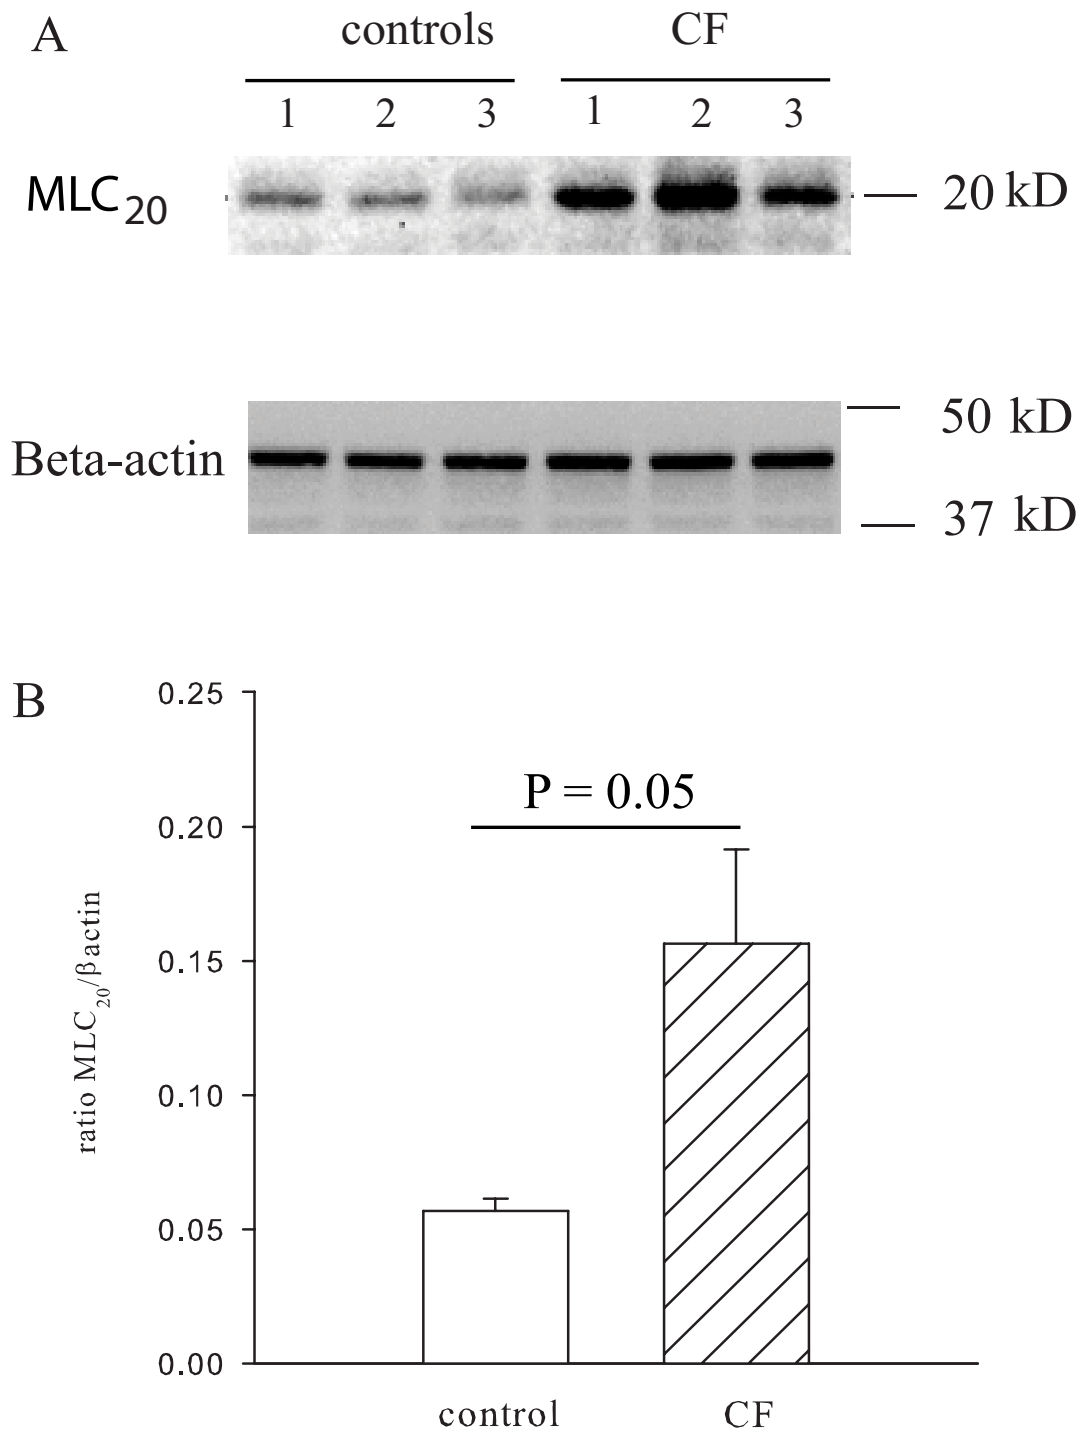 A controls CF
1 2 3 1 2 3
MLC20 20 kD
50 kD
Beta-actin
37 kD
B
0.25
P = 0.05
0.20
0.15
0.10
0.05
0.00
ratio MLC20/βactin
control CF